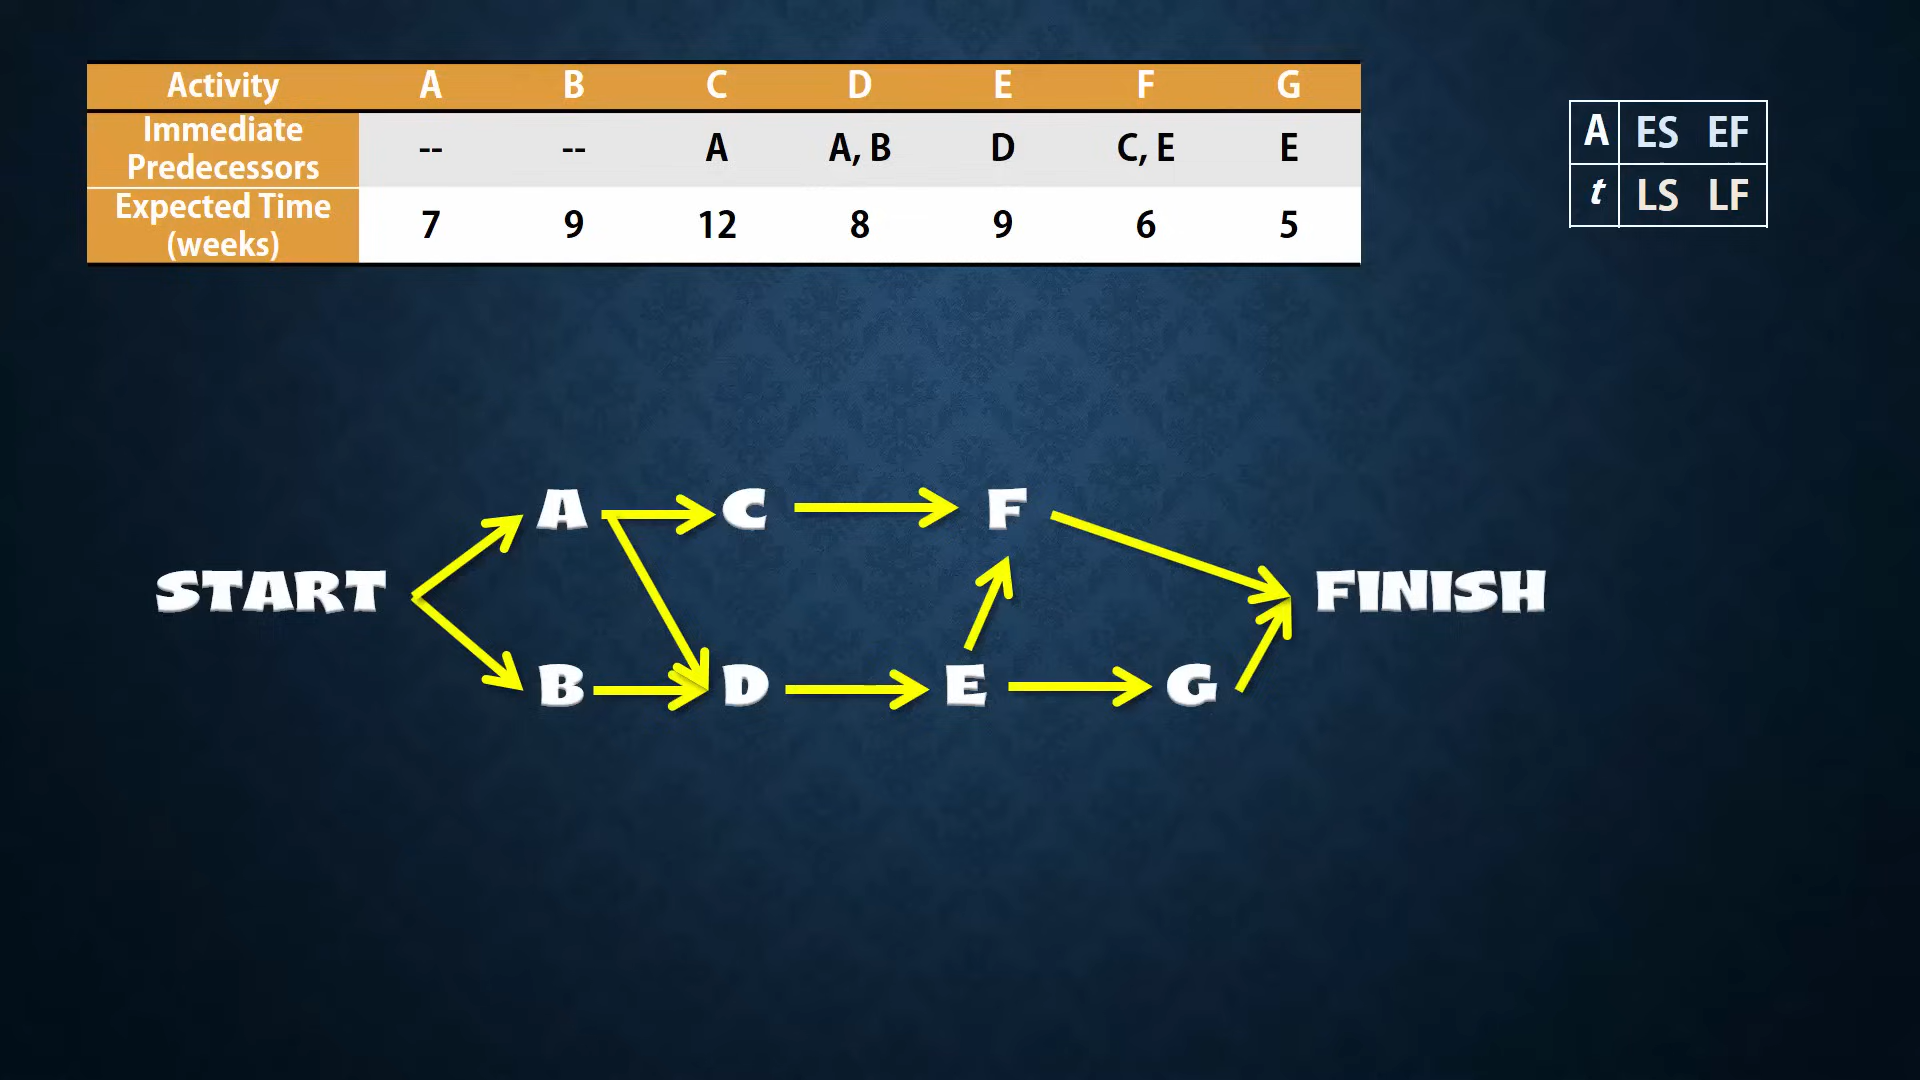 Activity A B C D E F G
Immediate
Predecessors -- -- A A, B D C, E E
Expected Time
(weeks) 7 9 12 8 9 6 5
A ES EF
t LS LF
A C F
START FINISH
B D E G